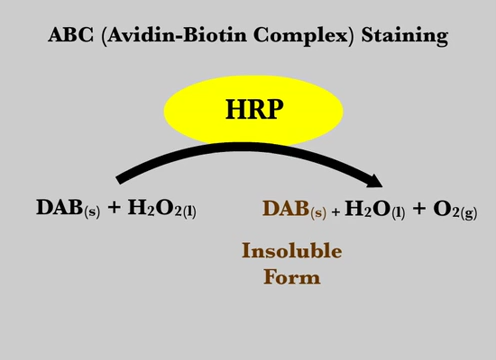 ABC (Avidin-Biotin Complex) Staining
HRP
DAB(s) + H2O2(l) DAB(s) + H2O(l) + O2(g)
Insoluble
Form